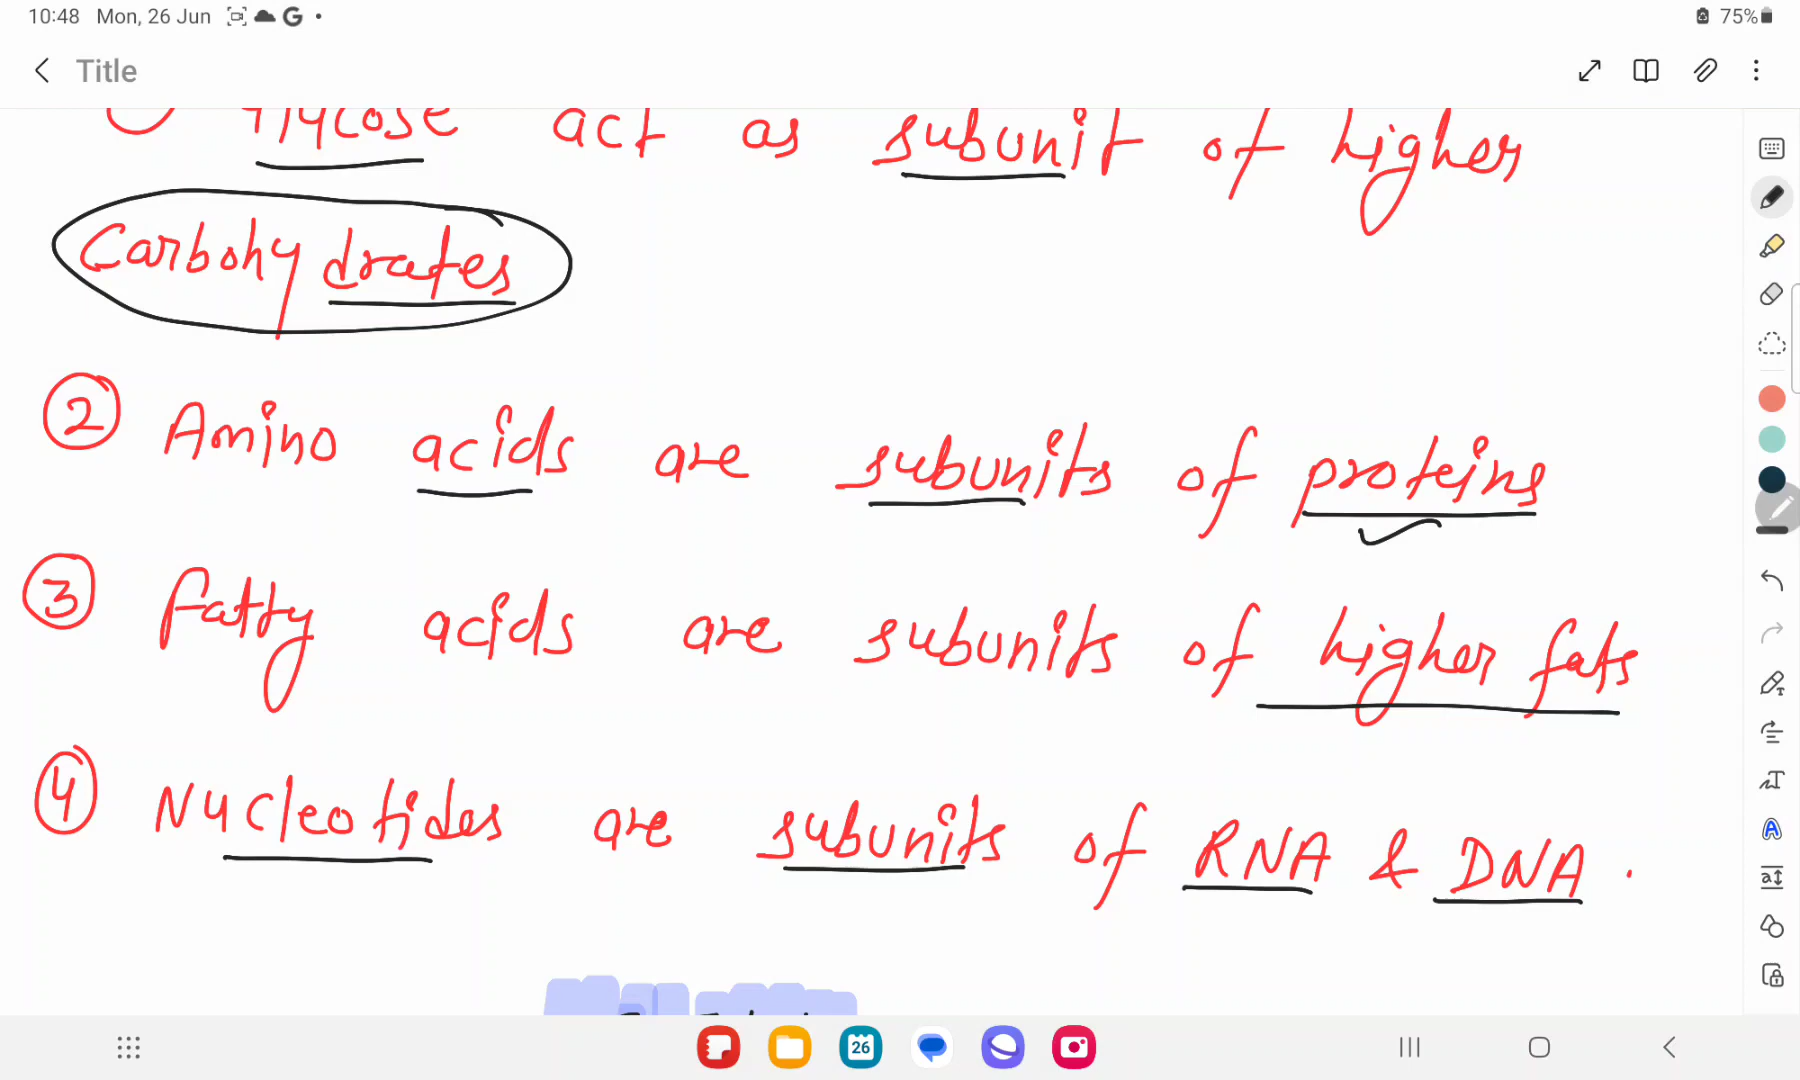 10:48 Mon, 26 Jun G
75%
Title
act as subunit of higher
Carbohydrates
② Amino acids are subunits of proteins
③ Fatty acids are subunits of higher fats
④ Nucleotides are subunits of RNA & DNA .
26